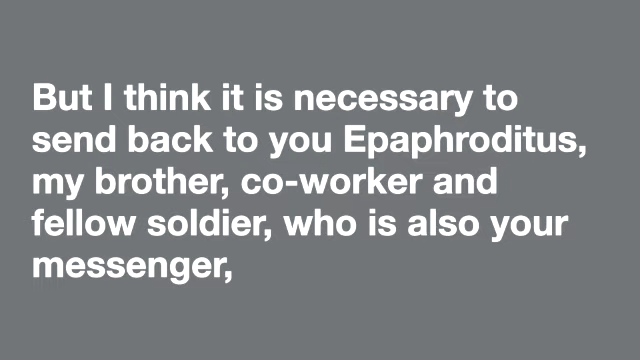 But I think it is necessary to
send back to you Epaphroditus,
my brother, co-worker and
fellow soldier, who is also your
messenger,